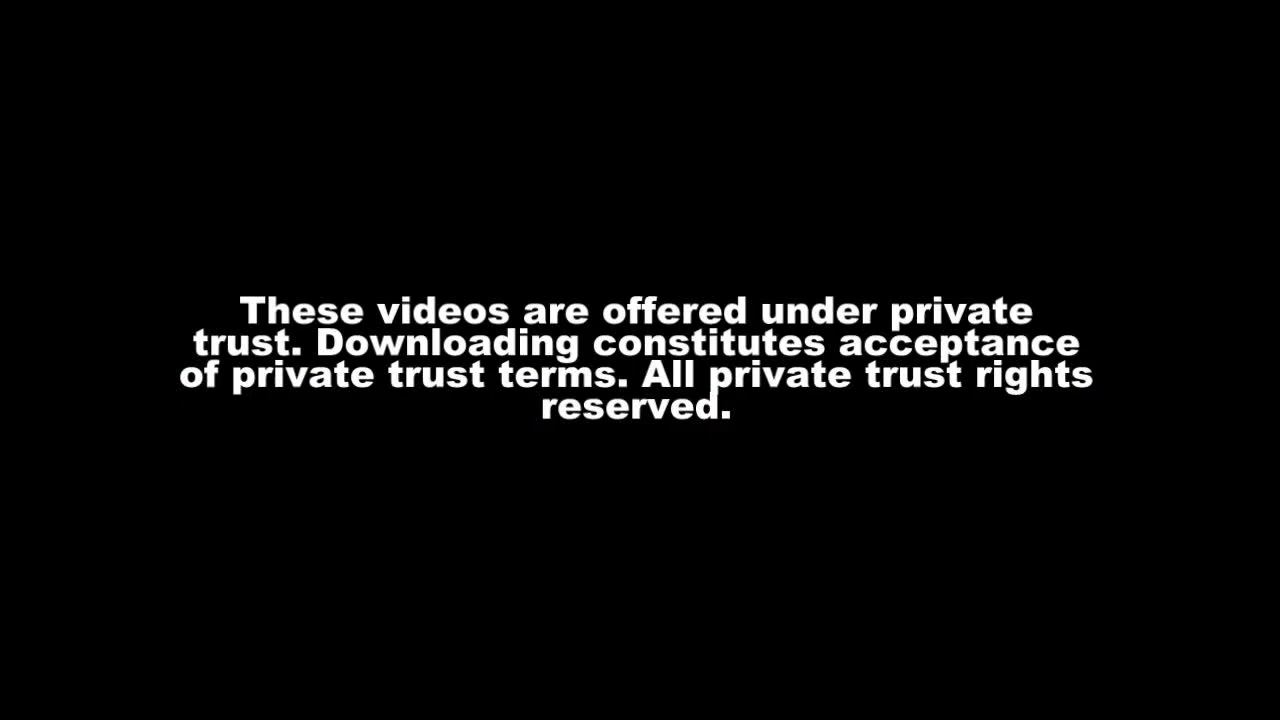 These videos are offered under private
trust. Downloading constitutes acceptance
of private trust terms. All private trust rights
reserved.